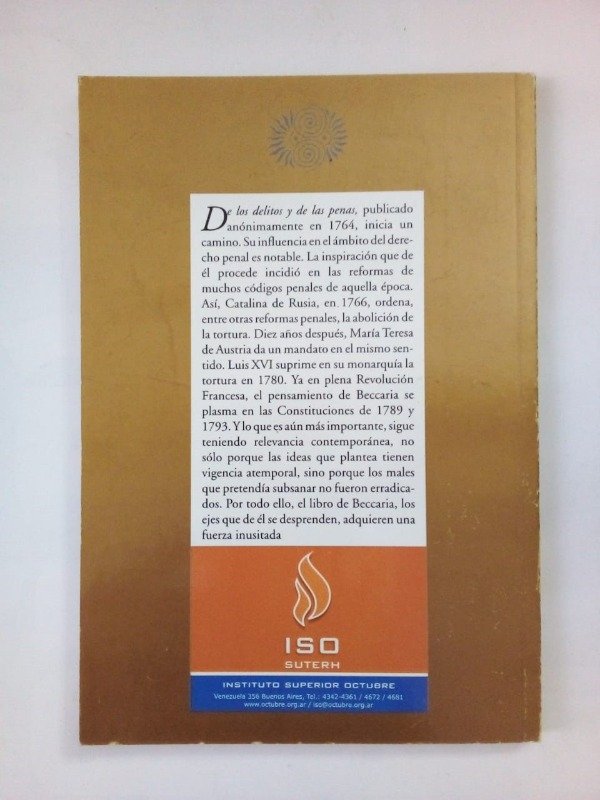 De los delitos y de las penas, publicado
anónimamente en 1764, inicia un
camino. Su influencia en el ámbito del dere-
cho penal es notable. La inspiración que de
él procede incidió en las reformas de
muchos códigos penales de aquella época.
Así, Catalina de Rusia, en 1766, ordena,
entre otras reformas penales, la abolición de
la tortura. Diez años después, María Teresa
de Austria da un mandato en el mismo sen-
tido. Luis XVI suprime en su monarquía la
tortura en 1780. Ya en plena Revolución
Francesa, el pensamiento de Beccaria se
plasma en las Constituciones de 1789 y
1793. Y lo que es aún más importante, sigue
teniendo relevancia contemporánea, no
sólo porque las ideas que plantea tienen
vigencia atemporal, sino porque los males
que pretendía subsanar no fueron erradica-
dos. Por todo ello, el libro de Beccaria, los
ejes que de él se desprenden, adquieren una
fuerza inusitada
ISO
SUTERH
INSTITUTO SUPERIOR OCTUBRE
Venezuela 356 Buenos Aires, Tel.: 4342-4361 / 4672 / 4681
www.octubre.org.ar / iso@octubre.org.ar